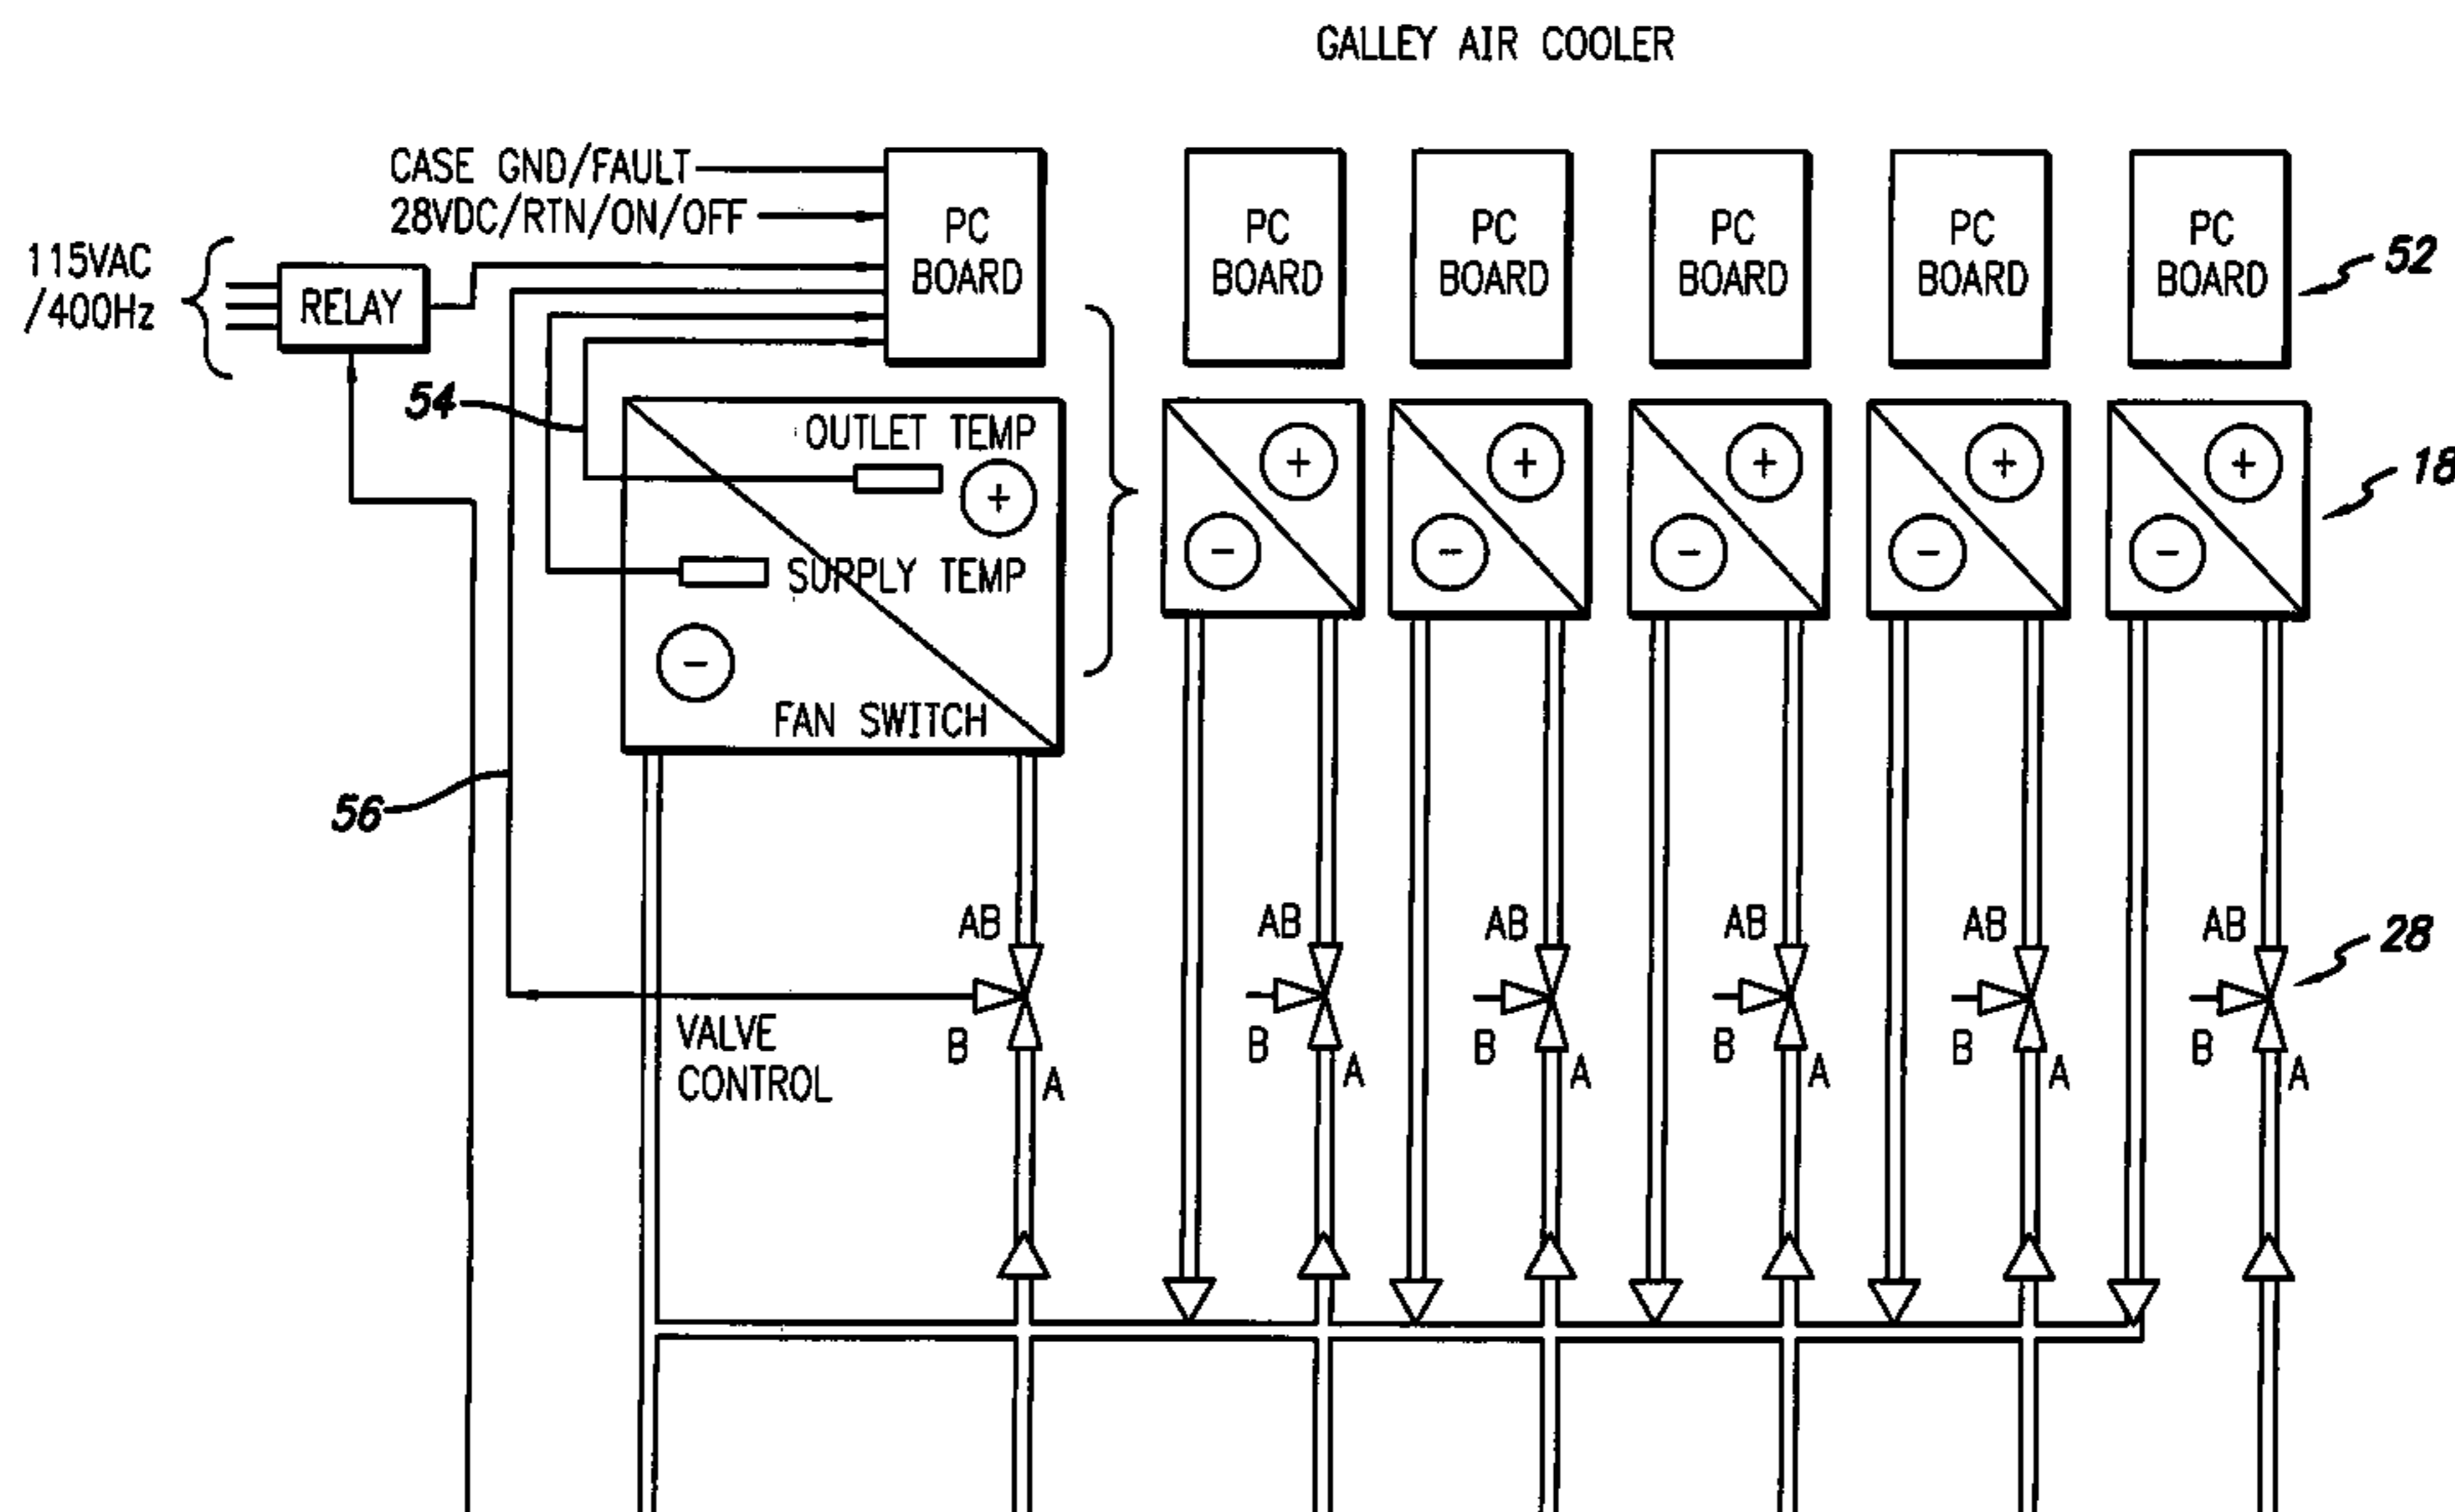 GALLEY AIR COOLER
CASE GND/FAULT
28VDC/RTN/ON/OFF
115VAC
/400Hz
RELAY
PC
BOARD
PC
BOARD
PC
BOARD
PC
BOARD
PC
BOARD
PC
BOARD
52
54
OUTLET TEMP
+
SUPPLY TEMP
-
FAN SWITCH
+
-
+
-
+
-
+
-
+
-
18
56
AB
AB
AB
AB
AB
AB
28
VALVE
CONTROL
B
A
B
A
B
A
B
A
B
A
B
A